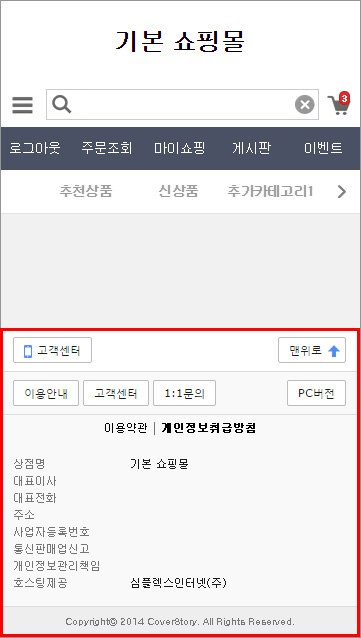 기본 쇼핑몰
3
로그아웃 주문조회 마이쇼핑 게시판 이벤트
추천상품 신상품 추가카테고리1
고객센터 맨위로
이용안내 고객센터 1:1문의 PC버전
이용약관 | 개인정보취급방침
상점명 기본 쇼핑몰
대표이사
대표전화
주소
사업자등록번호
통신판매업신고
개인정보관리책임
호스팅제공 심플렉스인터넷(주)
Copyright© 2014 CoverStory. All Rights Reserved.